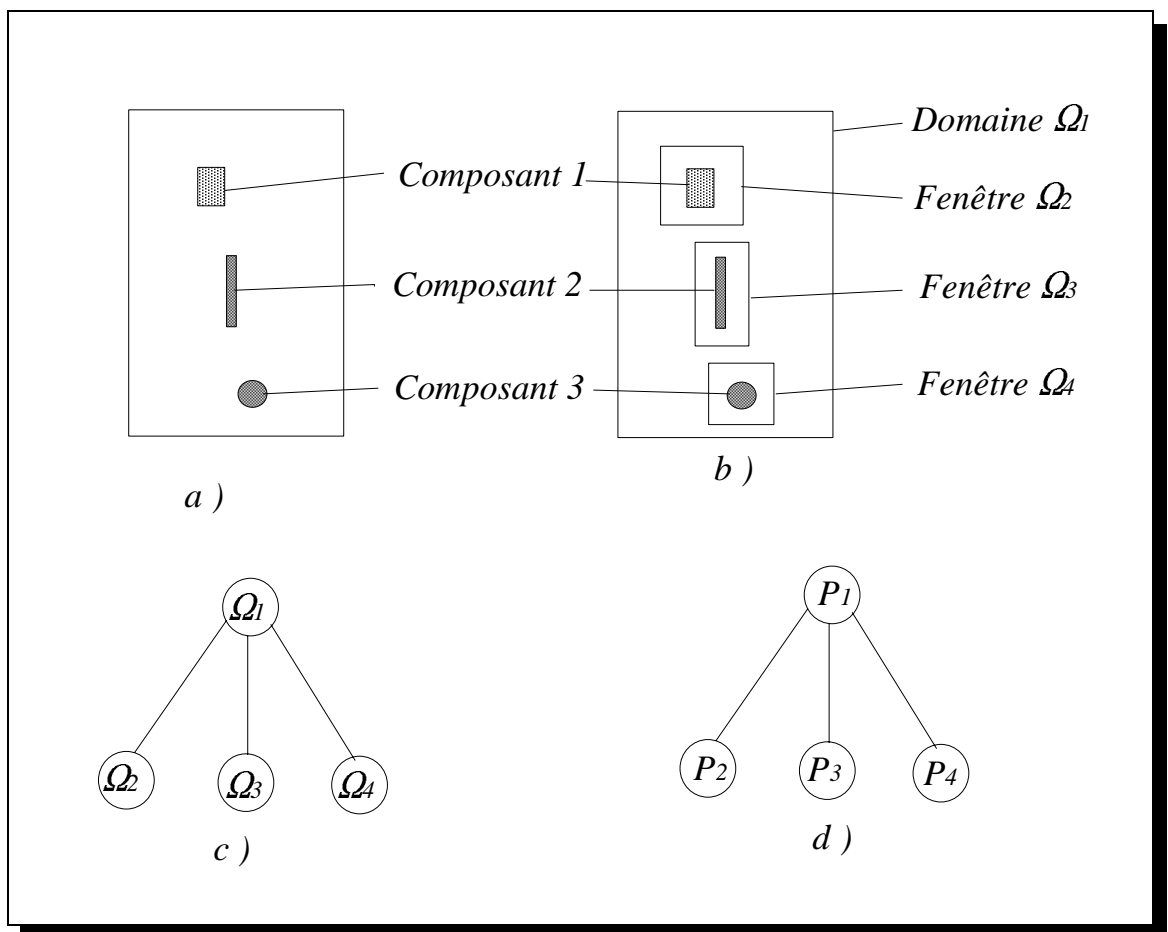 Domaine Ω1
Composant 1
Fenêtre Ω2
Composant 2
Fenêtre Ω3
Composant 3
Fenêtre Ω4
a )
b )
Ω1
Ω2
Ω3
Ω4
c )
P1
P2
P3
P4
d )